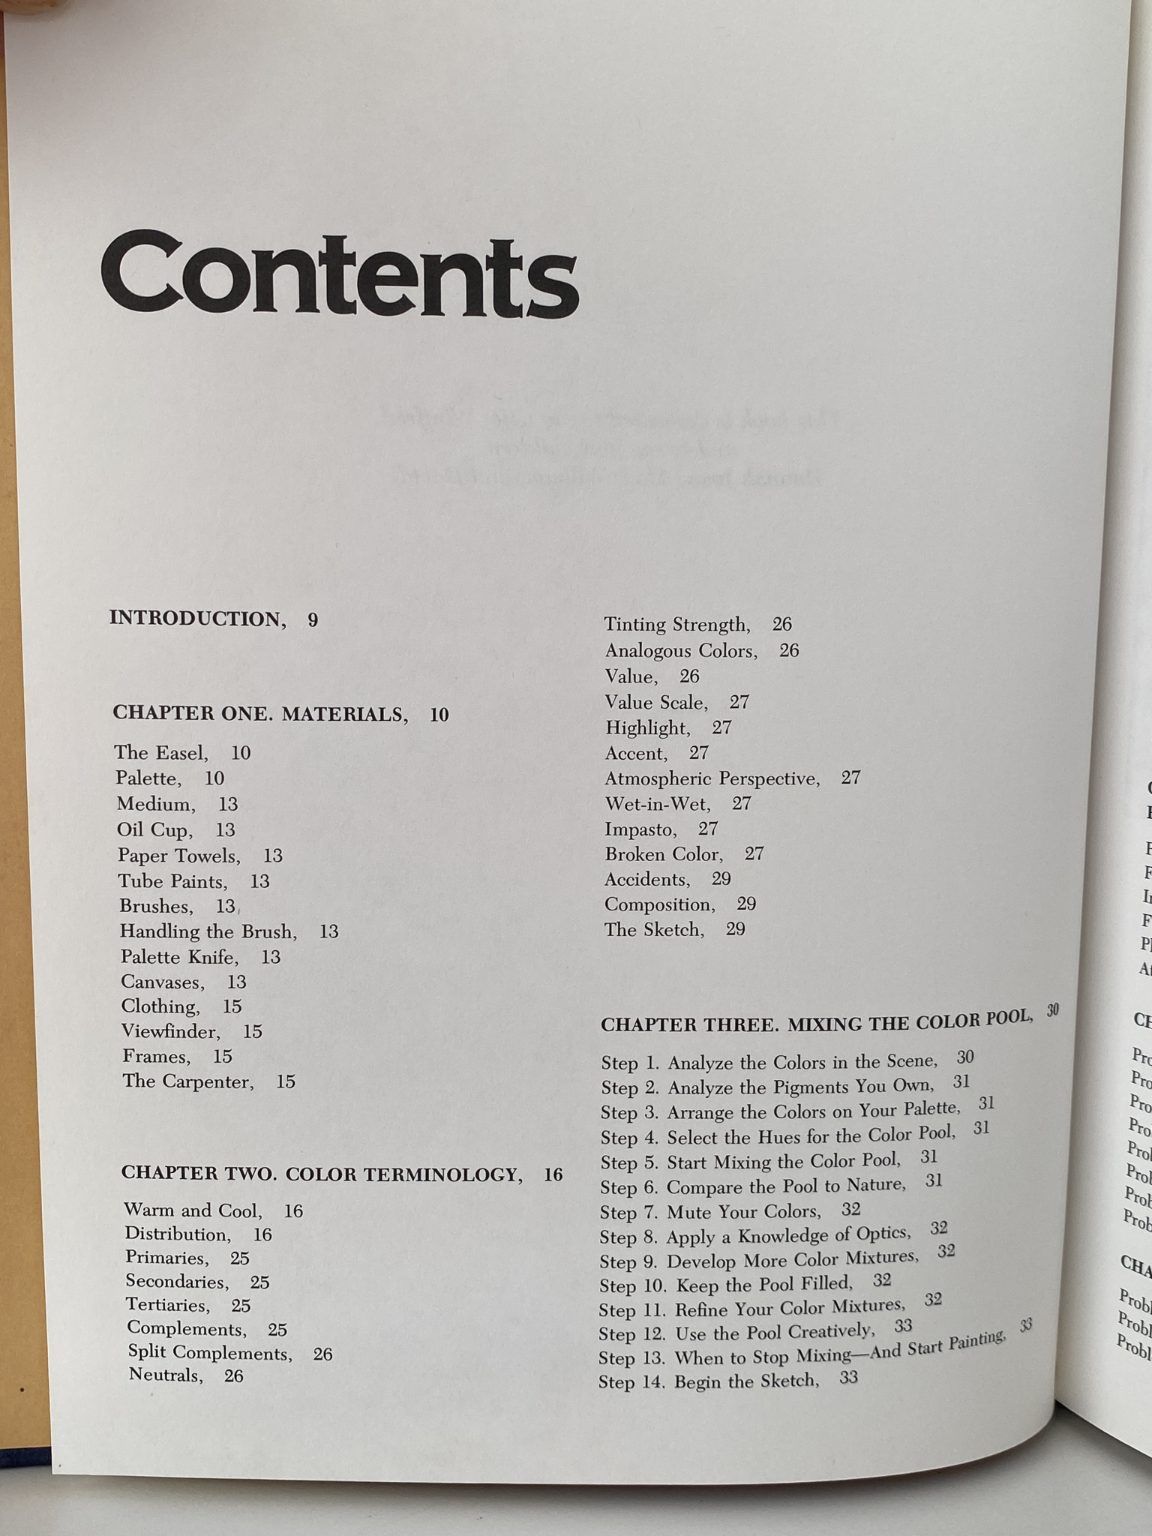 Contents
INTRODUCTION, 9
CHAPTER ONE. MATERIALS, 10
The Easel, 10
Palette, 10
Medium, 13
Oil Cup, 13
Paper Towels, 13
Tube Paints, 13
Brushes, 13
Handling the Brush, 13
Palette Knife, 13
Canvases, 13
Clothing, 15
Viewfinder, 15
Frames, 15
The Carpenter, 15
CHAPTER TWO. COLOR TERMINOLOGY, 16
Warm and Cool, 16
Distribution, 16
Primaries, 25
Secondaries, 25
Tertiaries, 25
Complements, 25
Split Complements, 26
Neutrals, 26
Tinting Strength, 26
Analogous Colors, 26
Value, 26
Value Scale, 27
Highlight, 27
Accent, 27
Atmospheric Perspective, 27
Wet-in-Wet, 27
Impasto, 27
Broken Color, 27
Accidents, 29
Composition, 29
The Sketch, 29
CHAPTER THREE. MIXING THE COLOR POOL, 30
Step 1. Analyze the Colors in the Scene, 30
Step 2. Analyze the Pigments You Own, 31
Step 3. Arrange the Colors on Your Palette, 31
Step 4. Select the Hues for the Color Pool, 31
Step 5. Start Mixing the Color Pool, 31
Step 6. Compare the Pool to Nature, 31
Step 7. Mute Your Colors, 32
Step 8. Apply a Knowledge of Optics, 32
Step 9. Develop More Color Mixtures, 32
Step 10. Keep the Pool Filled, 32
Step 11. Refine Your Color Mixtures, 32
Step 12. Use the Pool Creatively, 33
Step 13. When to Stop Mixing—And Start Painting, 33
Step 14. Begin the Sketch, 33